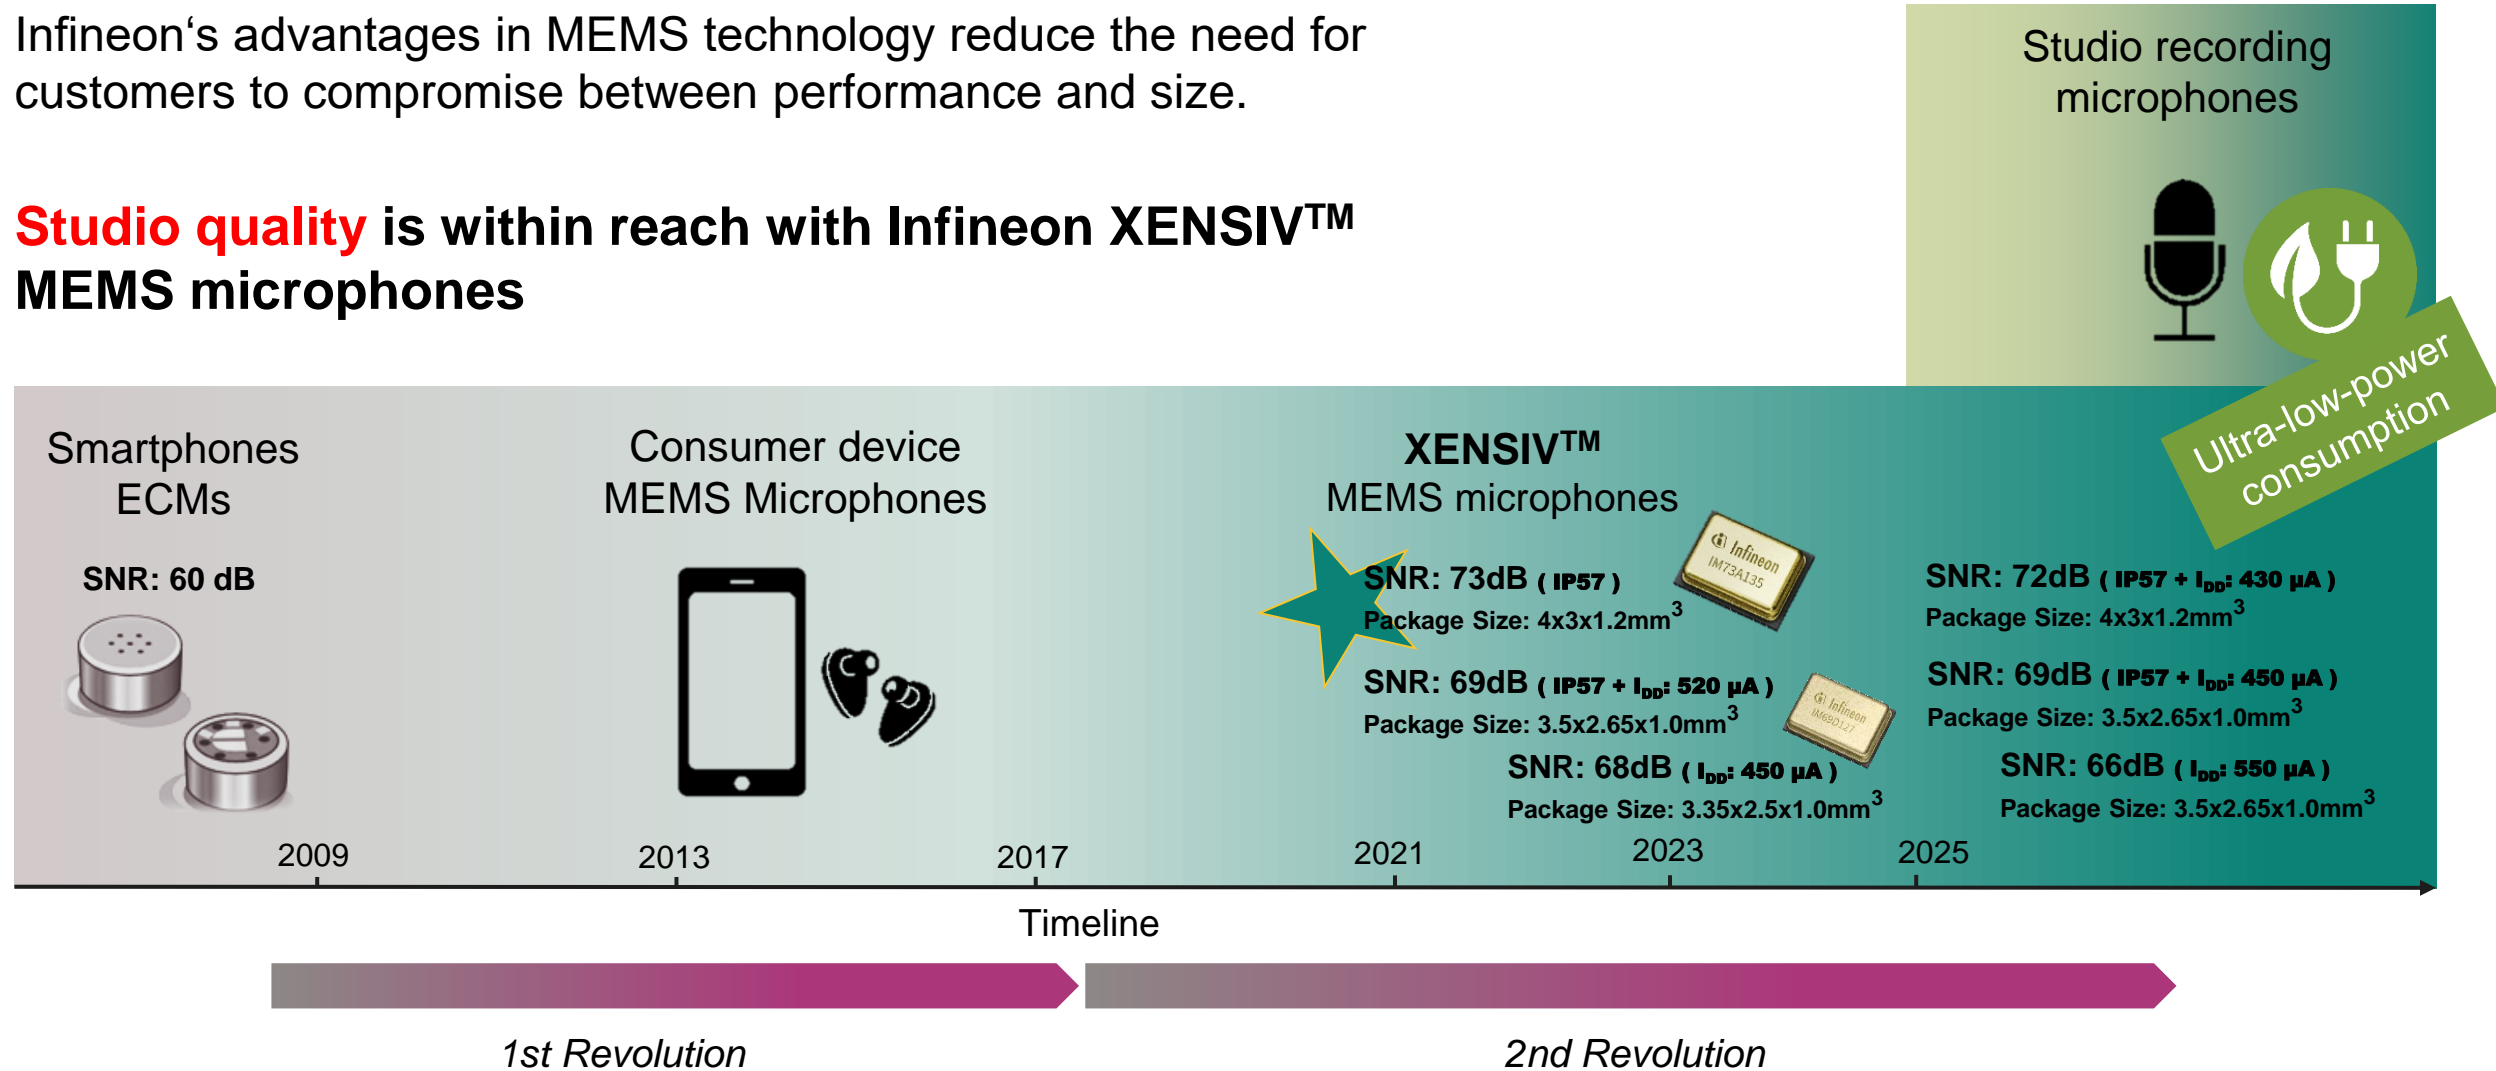 Infineon‘s advantages in MEMS technology reduce the need for
customers to compromise between performance and size.
Studio quality is within reach with Infineon XENSIV™
MEMS microphones
Studio recording
microphones
Ultra-low-power
consumption
Smartphones
ECMs
SNR: 60 dB
Consumer device
MEMS Microphones
XENSIV™
MEMS microphones
Infineon
IM73A135
SNR: 73dB ( IP57 )
Package Size: 4x3x1.2mm³
SNR: 69dB ( IP57 + IDD: 520 µA )
Package Size: 3.5x2.65x1.0mm³
Infineon
IM69D127
SNR: 68dB ( IDD: 450 µA )
Package Size: 3.35x2.5x1.0mm³
SNR: 72dB ( IP57 + IDD: 430 µA )
Package Size: 4x3x1.2mm³
SNR: 69dB ( IP57 + IDD: 450 µA )
Package Size: 3.5x2.65x1.0mm³
SNR: 66dB ( IDD: 550 µA )
Package Size: 3.5x2.65x1.0mm³
2009
2013
2017
2021
2023
2025
Timeline
1st Revolution
2nd Revolution